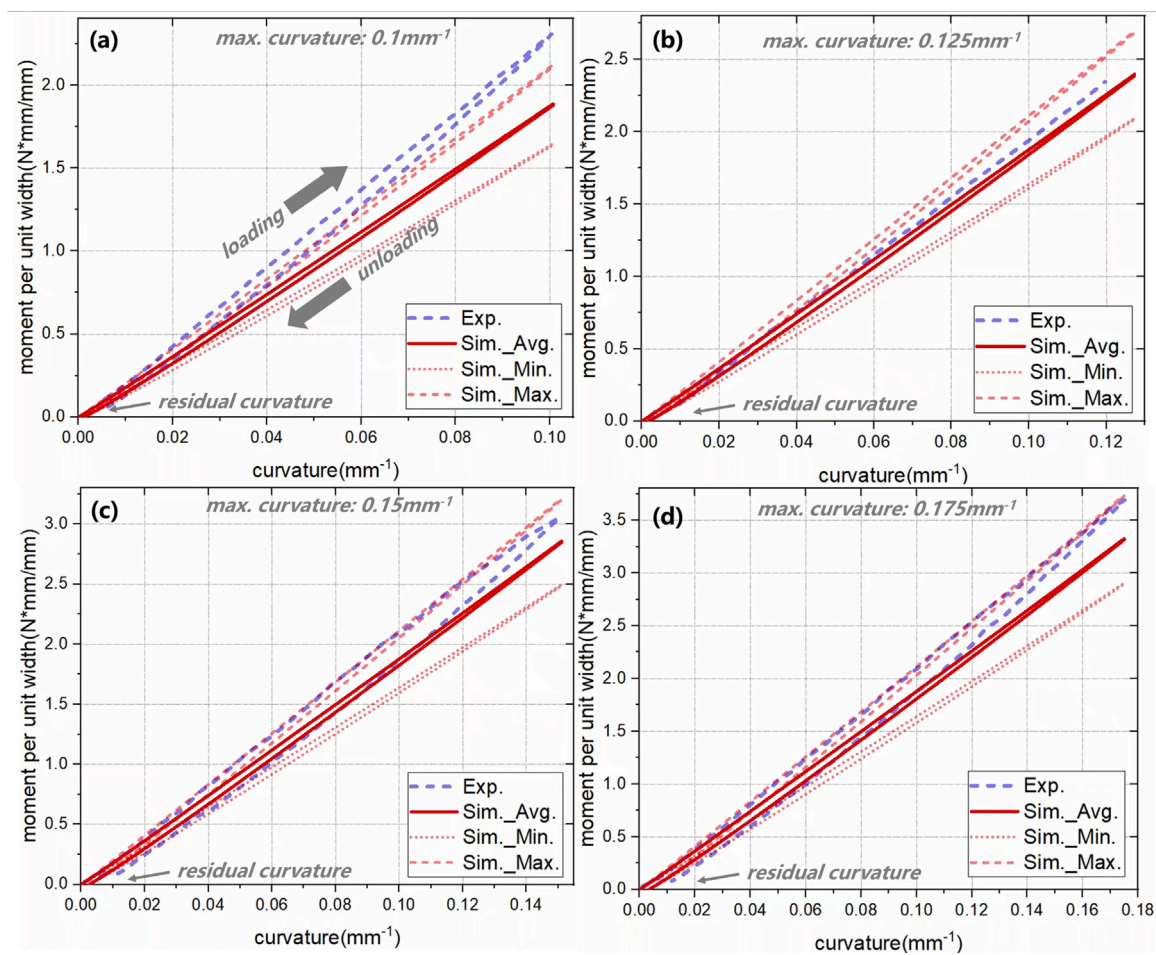 (a)
max. curvature: 0.1mm⁻¹
moment per unit width(N*mm/mm)
2.0
1.5
1.0
0.5
0.0
loading
unloading
Exp.
Sim._Avg.
Sim._Min.
Sim._Max.
residual curvature
0.00 0.02 0.04 0.06 0.08 0.10
curvature(mm⁻¹)
(b)
max. curvature: 0.125mm⁻¹
moment per unit width(N*mm/mm)
2.5
2.0
1.5
1.0
0.5
0.0
Exp.
Sim._Avg.
Sim._Min.
Sim._Max.
residual curvature
0.00 0.02 0.04 0.06 0.08 0.10 0.12
curvature(mm⁻¹)
(c)
max. curvature: 0.15mm⁻¹
moment per unit width(N*mm/mm)
3.0
2.5
2.0
1.5
1.0
0.5
0.0
Exp.
Sim._Avg.
Sim._Min.
Sim._Max.
residual curvature
0.00 0.02 0.04 0.06 0.08 0.10 0.12 0.14
curvature(mm⁻¹)
(d)
max. curvature: 0.175mm⁻¹
moment per unit width(N*mm/mm)
3.5
3.0
2.5
2.0
1.5
1.0
0.5
0.0
Exp.
Sim._Avg.
Sim._Min.
Sim._Max.
residual curvature
0.00 0.02 0.04 0.06 0.08 0.10 0.12 0.14 0.16 0.18
curvature(mm⁻¹)